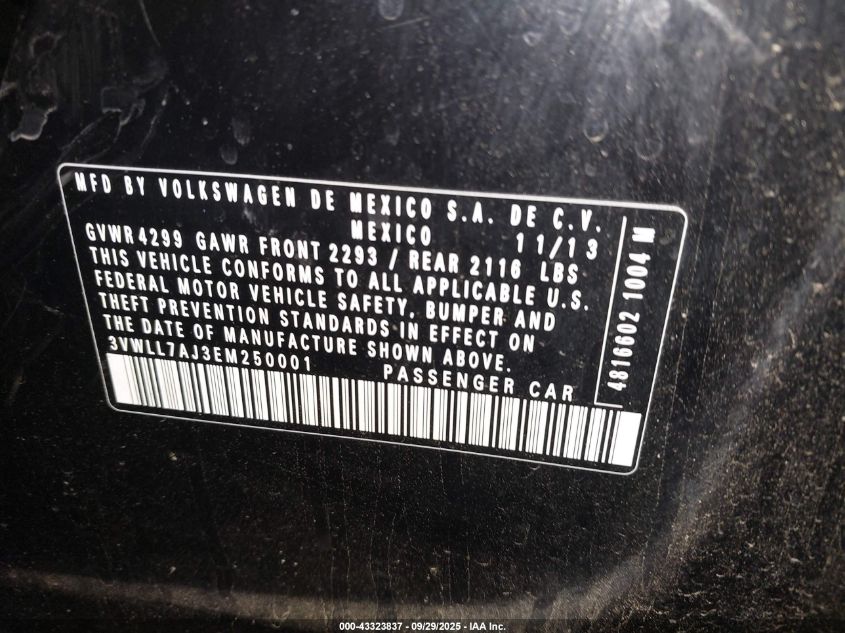 MFD BY VOLKSWAGEN DE MEXICO S.A. DE C.V.
MEXICO 11/13
GVWR 4299 GAWR FRONT 2293 / REAR 2116 LBS
THIS VEHICLE CONFORMS TO ALL APPLICABLE U.S.
FEDERAL MOTOR VEHICLE SAFETY, BUMPER AND
THEFT PREVENTION STANDARDS IN EFFECT ON
THE DATE OF MANUFACTURE SHOWN ABOVE.
3VWLL7AJ3EM250001 PASSENGER CAR
4816602 1004 M
000-43323837 - 09/29/2025 - IAA Inc.